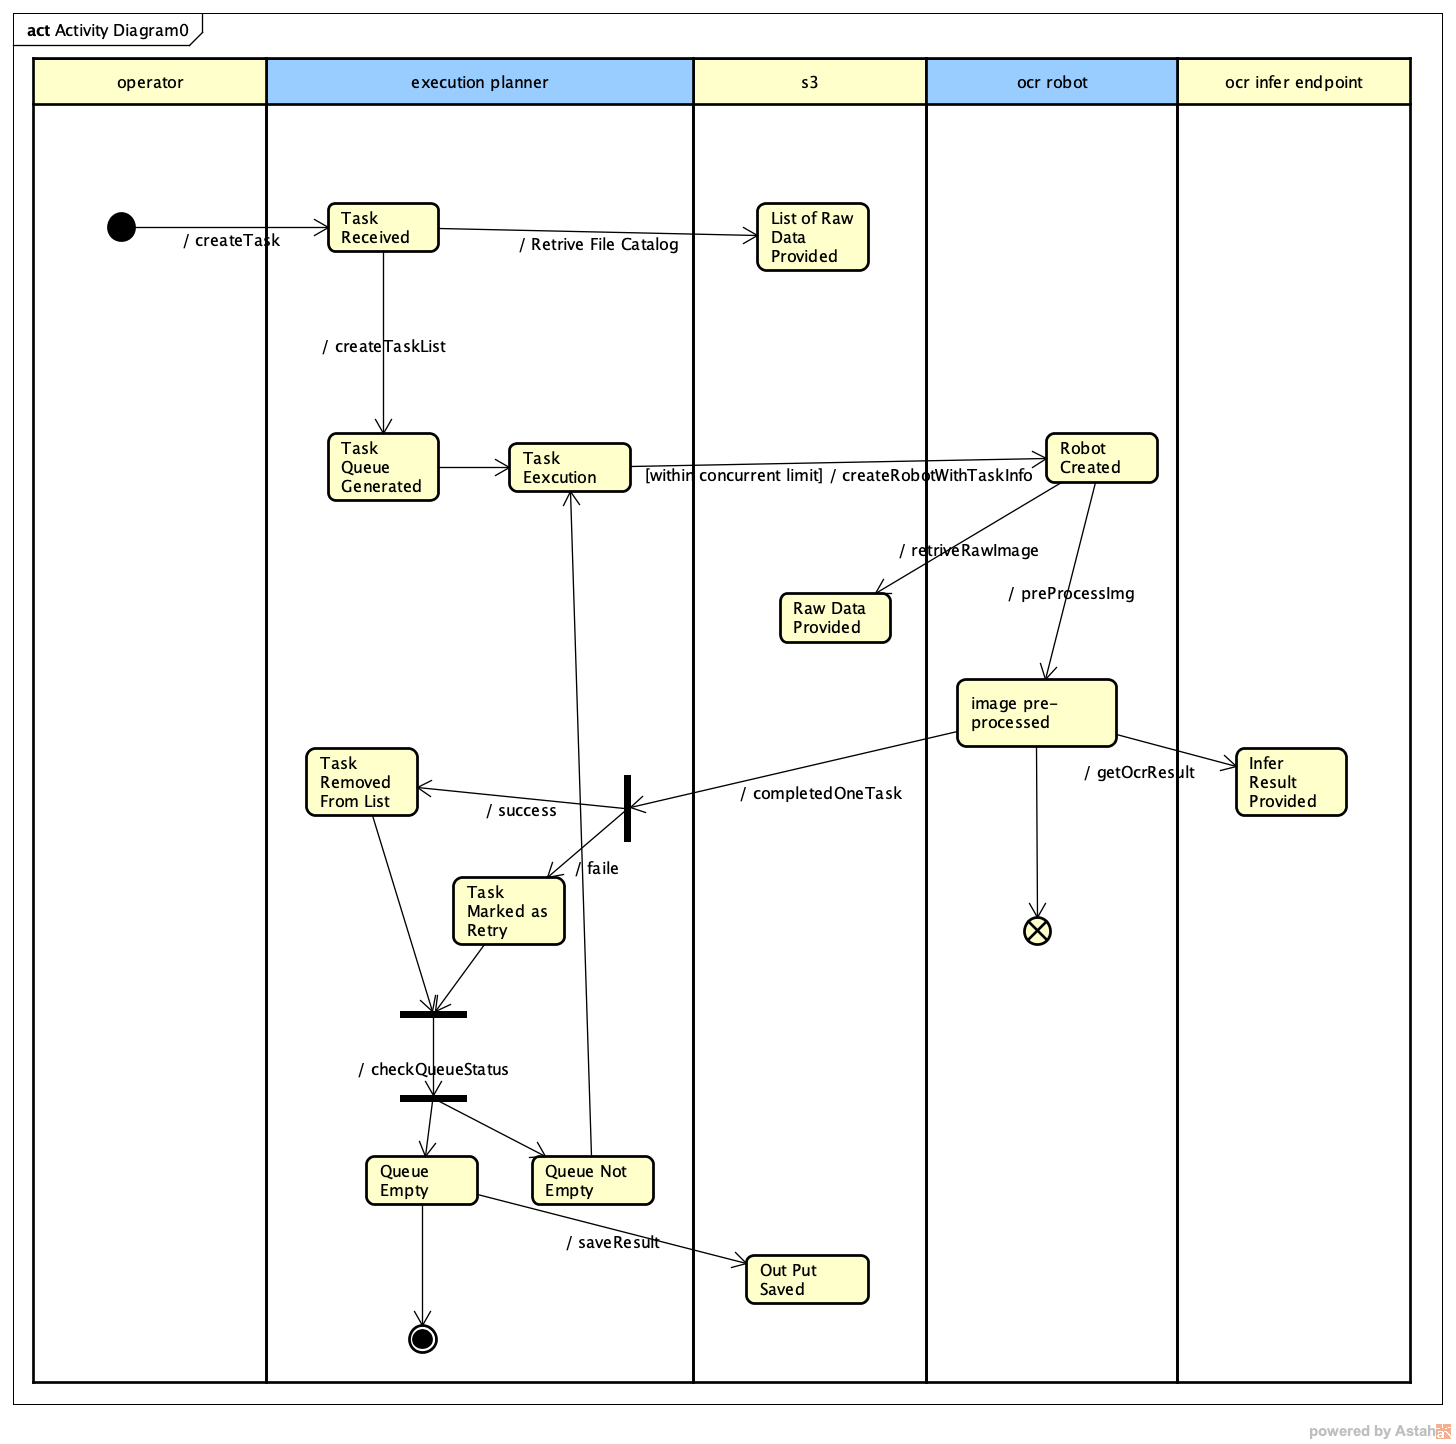 act Activity Diagram0
operator
execution planner
s3
ocr robot
ocr infer endpoint
/ createTask
Task
Received
/ Retrive File Catalog
List of Raw
Data
Provided
/ createTaskList
Task
Queue
Generated
Task
Eexcution
[within concurrent limit] / createRobotWithTaskInfo
Robot
Created
/ retriveRawImage
/ preProcessImg
Raw Data
Provided
image pre-
processed
/ getOcrResult
Infer
Result
Provided
/ completedOneTask
Task
Removed
From List
/ success
/ faile
Task
Marked as
Retry
/ checkQueueStatus
Queue
Empty
Queue Not
Empty
/ saveResult
Out Put
Saved
powered by Astah